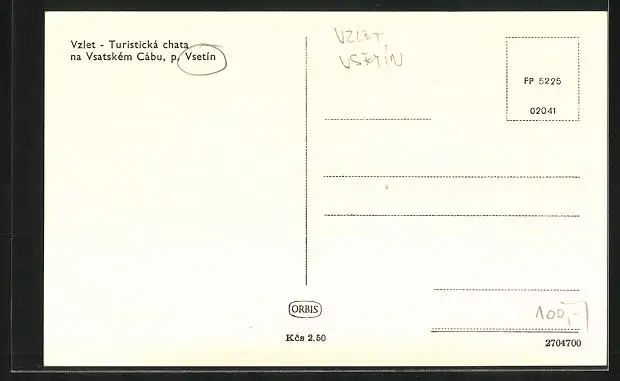 Vzlet - Turistická chata
na Vsatském Cábu, p. Vsetín
VZLET
VSETÍN
FP 5225
02041
ORBIS
Kčs 2.50
100,-
2704700